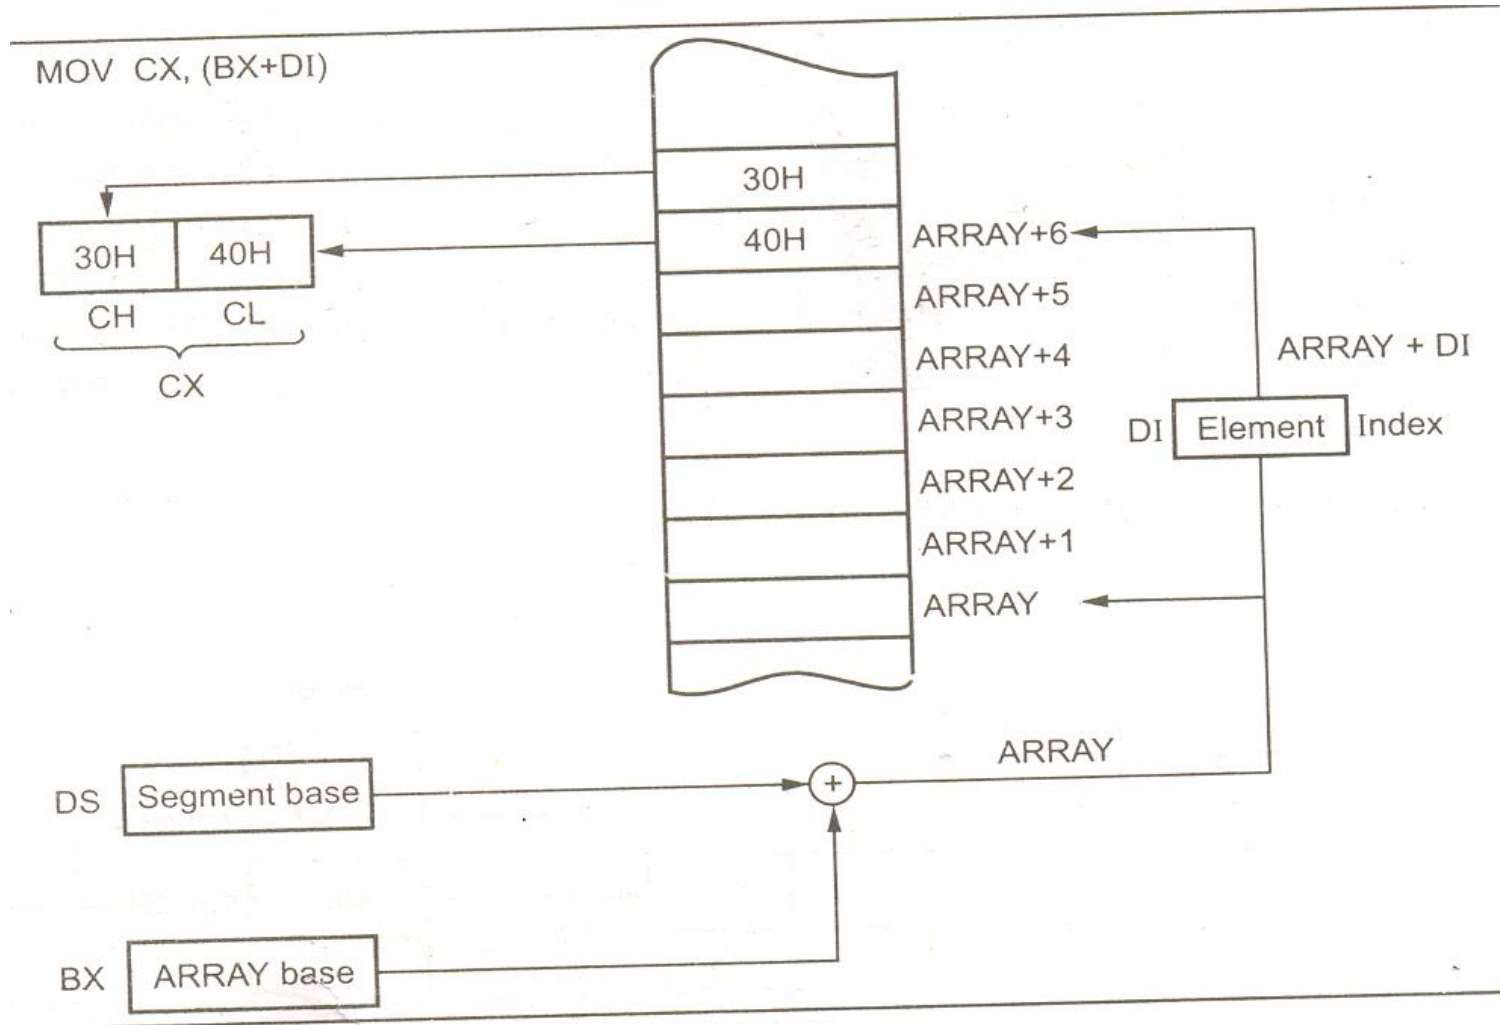 MOV CX, (BX+DI)
30H
40H
ARRAY+6
30H 40H
ARRAY+5
CH CL
ARRAY+4
ARRAY + DI
CX
ARRAY+3
DI Element Index
ARRAY+2
ARRAY+1
ARRAY
ARRAY
+
DS Segment base
BX ARRAY base